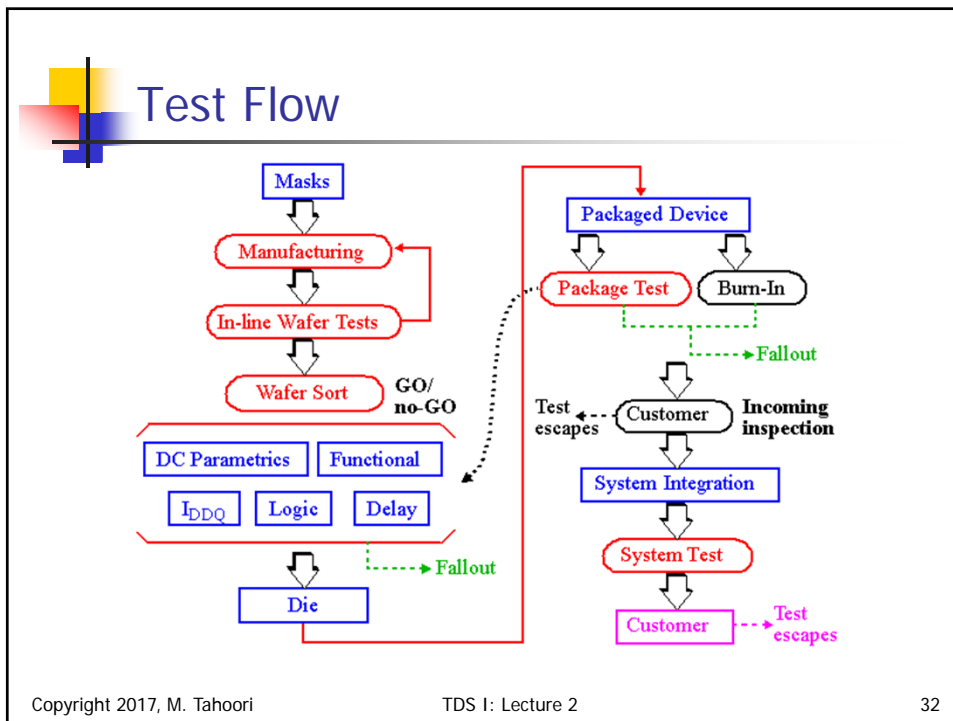 Test Flow
Masks
Manufacturing
In-line Wafer Tests
Wafer Sort
GO/
no-GO
DC Parametrics
Functional
IDDQ
Logic
Delay
Fallout
Die
Packaged Device
Package Test
Burn-In
Fallout
Test
escapes
Customer
Incoming
inspection
System Integration
System Test
Customer
Test
escapes
Copyright 2017, M. Tahoori
TDS I: Lecture 2
32